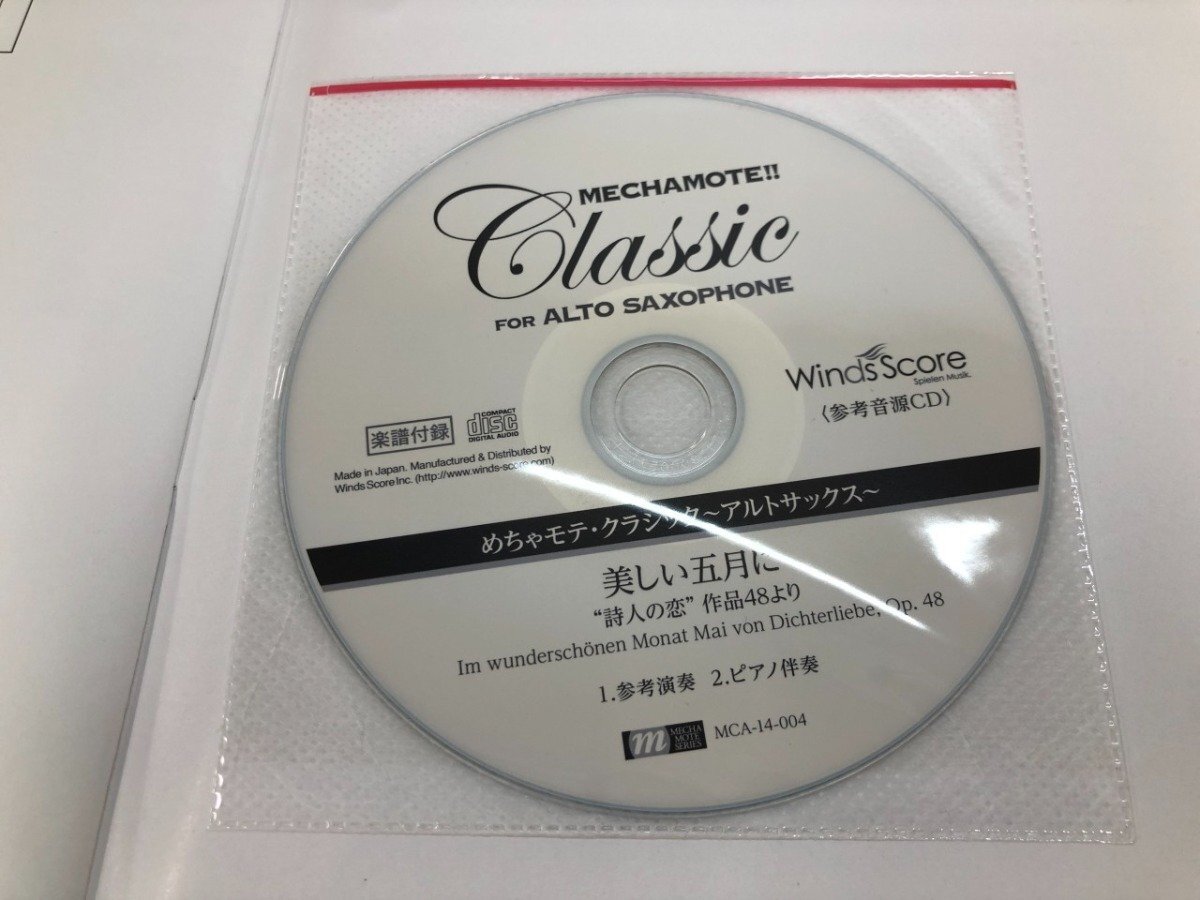 MECHAMOTE!!
Classic
FOR ALTO SAXOPHONE
Winds Score
Spielen Musik.
〈参考音源CD〉
楽譜付録
COMPACT
disc
DIGITAL AUDIO
Made in Japan. Manufactured & Distributed by
Winds Score Inc. (http://www.winds-score.com)
めちゃモテ・クラシック~アルトサックス~
美しい五月に
“詩人の恋” 作品48より
Im wunderschönen Monat Mai von Dichterliebe, Op. 48
1.参考演奏 2.ピアノ伴奏
m
MECHA
MOTE
SERIES
MCA-14-004